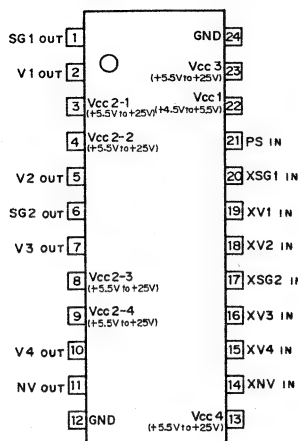 SG1 OUT 1
GND 24
V1 OUT 2
Vcc 3 23
(+5.5V to +25V)
3 Vcc 2-1
(+5.5V to +25V)
Vcc 1 22
(+4.5V to +5.5V)
4 Vcc 2-2
(+5.5V to +25V)
21 PS IN
V2 OUT 5
20 XSG1 IN
SG2 OUT 6
19 XV1 IN
V3 OUT 7
18 XV2 IN
8 Vcc 2-3
(+5.5V to +25V)
17 XSG2 IN
9 Vcc 2-4
(+5.5V to +25V)
16 XV3 IN
V4 OUT 10
15 XV4 IN
NV OUT 11
14 XNV IN
12 GND
Vcc 4 13
(+5.5V to +25V)